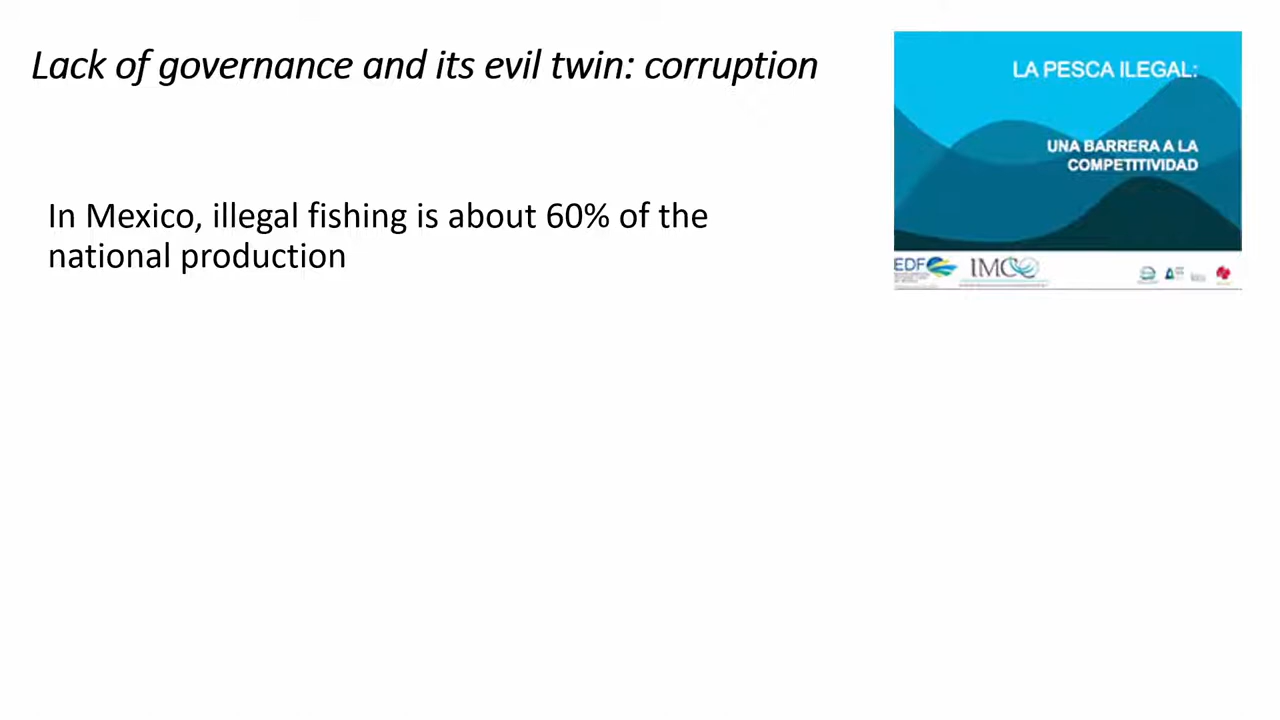 Lack of governance and its evil twin: corruption
LA PESCA ILEGAL:
UNA BARRERA A LA
COMPETITIVIDAD
In Mexico, illegal fishing is about 60% of the
national production
EDF
IMCO